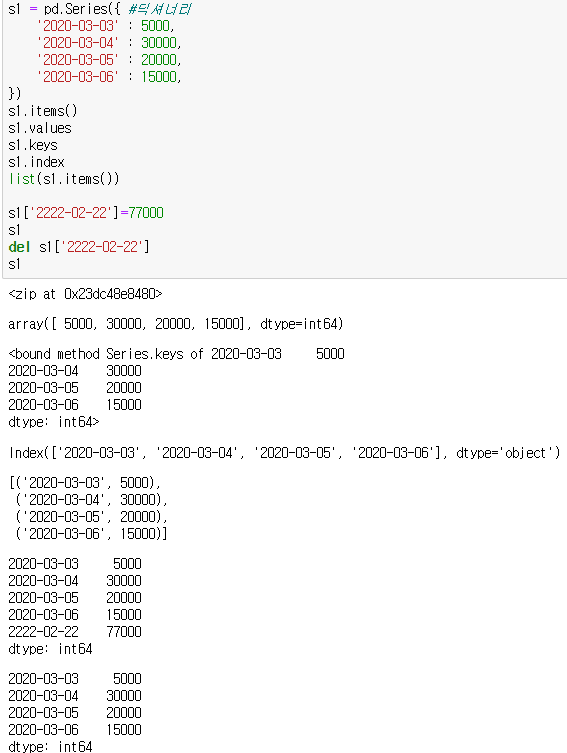 s1 = pd.Series({ #딕셔너리
    '2020-03-03' : 5000,
    '2020-03-04' : 30000,
    '2020-03-05' : 20000,
    '2020-03-06' : 15000,
})
s1.items()
s1.values
s1.keys
s1.index
list(s1.items())

s1['2222-02-22']=77000
s1
del s1['2222-02-22']
s1
<zip at 0x23dc48e8480>
array([ 5000, 30000, 20000, 15000], dtype=int64)
<bound method Series.keys of 2020-03-03     5000
2020-03-04    30000
2020-03-05    20000
2020-03-06    15000
dtype: int64>
Index(['2020-03-03', '2020-03-04', '2020-03-05', '2020-03-06'], dtype='object')
[('2020-03-03', 5000),
 ('2020-03-04', 30000),
 ('2020-03-05', 20000),
 ('2020-03-06', 15000)]
2020-03-03     5000
2020-03-04    30000
2020-03-05    20000
2020-03-06    15000
2222-02-22    77000
dtype: int64
2020-03-03     5000
2020-03-04    30000
2020-03-05    20000
2020-03-06    15000
dtype: int64